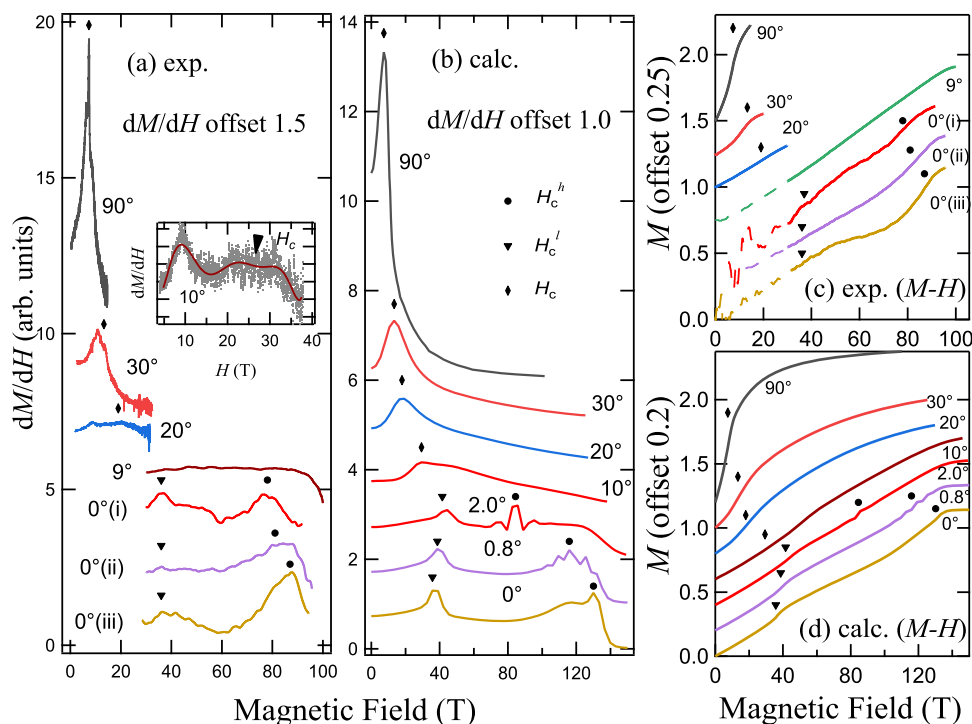 (a) exp.
dM/dH offset 1.5
20
15
10
5
0
dM/dH (arb. units)
90°
30°
20°
9°
0°(i)
0°(ii)
0°(iii)
dM/dH
H_c
10°
0 10 20 30 40
H (T)
0 20 40 60 80 100
(b) calc.
dM/dH offset 1.0
14
12
10
8
6
4
2
0
90°
H_c^h
H_c^l
H_c
30°
20°
10°
2.0°
0.8°
0°
0 40 80 120
Magnetic Field (T)
2.0
1.5
1.0
0.5
0.0
M (offset 0.25)
90°
30°
20°
9°
0°(i)
0°(ii)
0°(iii)
(c) exp. (M-H)
0 20 40 60 80 100
2.0
1.0
0.0
M (offset 0.2)
90°
30°
20°
10°
2.0°
0.8°
0°
(d) calc. (M-H)
0 40 80 120
Magnetic Field (T)